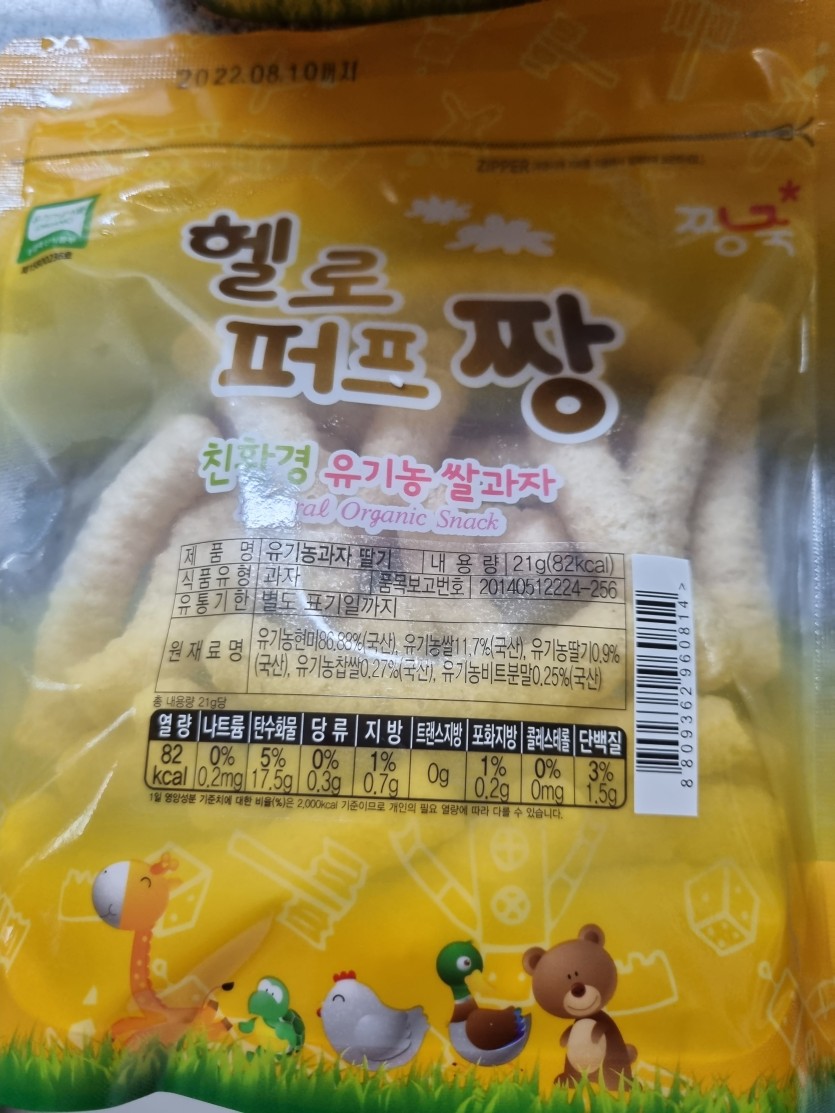 2022.08.10까지
ZIPPER
짱죽
헬로
퍼프 짱
친환경 유기농 쌀과자
ral Organic Snack
제 품 명 유기농과자 딸기 내 용 량 21g(82kcal)
식품유형 과자 품목보고번호 20140512224-256
유통기한 별도 표기일까지
원 재 료 명 유기농현미86.88%(국산), 유기농쌀11.7%(국산), 유기농딸기0.9%
(국산), 유기농찹쌀0.27%(국산), 유기농비트분말0.25%(국산)
총 내용량 21g당
열 량 나트륨 탄수화물 당 류 지 방 트랜스지방 포화지방 콜레스테롤 단백질
82 0% 5% 0% 1% 0g 1% 0% 3%
kcal 0.2mg 17.5g 0.3g 0.7g 0.2g 0mg 1.5g
1일 영양성분 기준치에 대한 비율(%)은 2,000kcal 기준이므로 개인의 필요 열량에 따라 다를 수 있습니다.
8 809362 960814 >